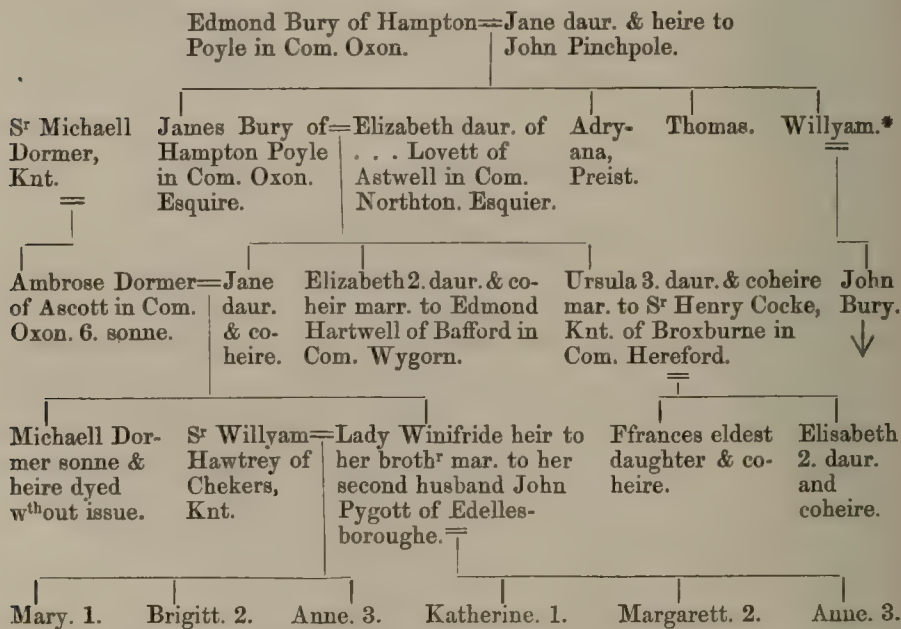 Edmond Bury of Hampton
Poyle in Com. Oxon.
Jane daur. & heire to
John Pinchpole.
Sr Michaell
Dormer,
Knt.
James Bury of
Hampton Poyle
in Com. Oxon.
Esquire.
Elizabeth daur. of
. . . Lovett of
Astwell in Com.
Northton. Esquier.
Adry-
ana,
Preist.
Thomas.
Willyam.*
Ambrose Dormer
of Ascott in Com.
Oxon. 6. sonne.
Jane
daur.
& co-
heire.
Elizabeth 2. daur. & co-
heir marr. to Edmond
Hartwell of Bafford in
Com. Wygorn.
Ursula 3. daur. & coheire
mar. to Sr Henry Cocke,
Knt. of Broxburne in
Com. Hereford.
John
Bury.
Michaell Dor-
mer sonne &
heire dyed
wthout issue.
Sr Willyam
Hawtrey of
Chekers,
Knt.
Lady Winifride heir to
her brothr mar. to her
second husband John
Pygott of Edelles-
boroughe.
Ffrances eldest
daughter & co-
heire.
Elisabeth
2. daur.
and
coheire.
Mary. 1.
Brigitt. 2.
Anne. 3.
Katherine. 1.
Margarett. 2.
Anne. 3.